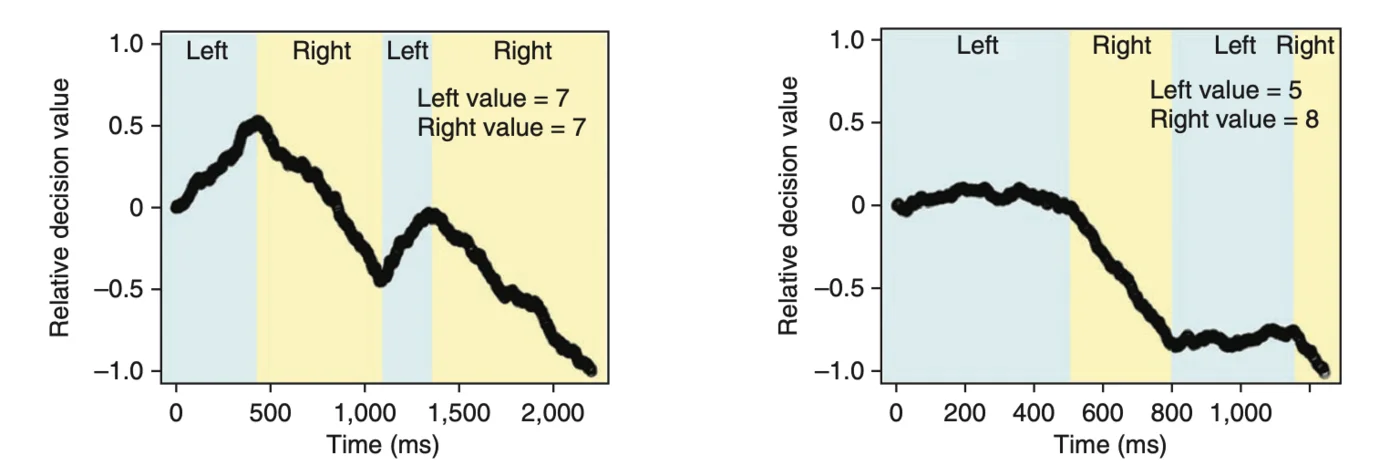 1.0
0.5
0
−0.5
−1.0
Relative decision value
Left Right Left Right
Left value = 7
Right value = 7
0 500 1,000 1,500 2,000
Time (ms)
1.0
0.5
0
−0.5
−1.0
Relative decision value
Left Right Left Right
Left value = 5
Right value = 8
0 200 400 600 800 1,000
Time (ms)